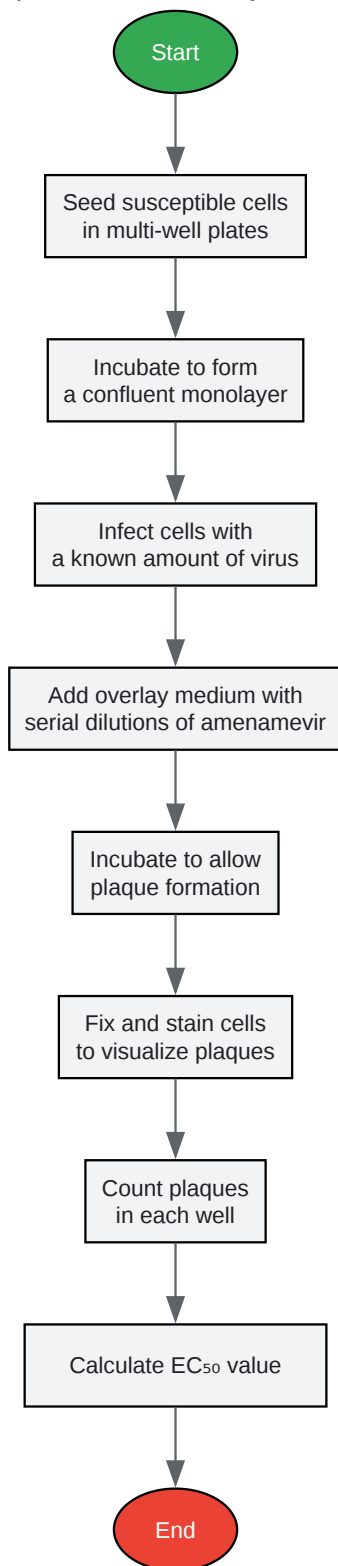 Start
Seed susceptible cells
in multi-well plates
Incubate to form
a confluent monolayer
Infect cells with
a known amount of virus
Add overlay medium with
serial dilutions of amenamevir
Incubate to allow
plaque formation
Fix and stain cells
to visualize plaques
Count plaques
in each well
Calculate EC₅₀ value
End